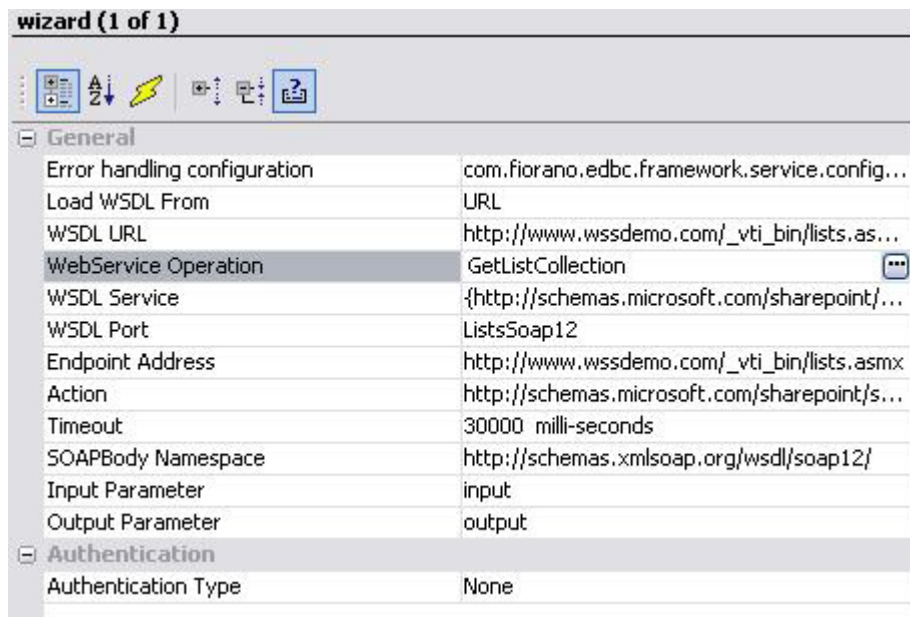 wizard (1 of 1)
General
Error handling configuration com.fiorano.edbc.framework.service.config...
Load WSDL From URL
WSDL URL http://www.wssdemo.com/_vti_bin/lists.as...
WebService Operation GetListCollection
WSDL Service {http://schemas.microsoft.com/sharepoint/...
WSDL Port ListsSoap12
Endpoint Address http://www.wssdemo.com/_vti_bin/lists.asmx
Action http://schemas.microsoft.com/sharepoint/s...
Timeout 30000 milli-seconds
SOAPBody Namespace http://schemas.xmlsoap.org/wsdl/soap12/
Input Parameter input
Output Parameter output
Authentication
Authentication Type None